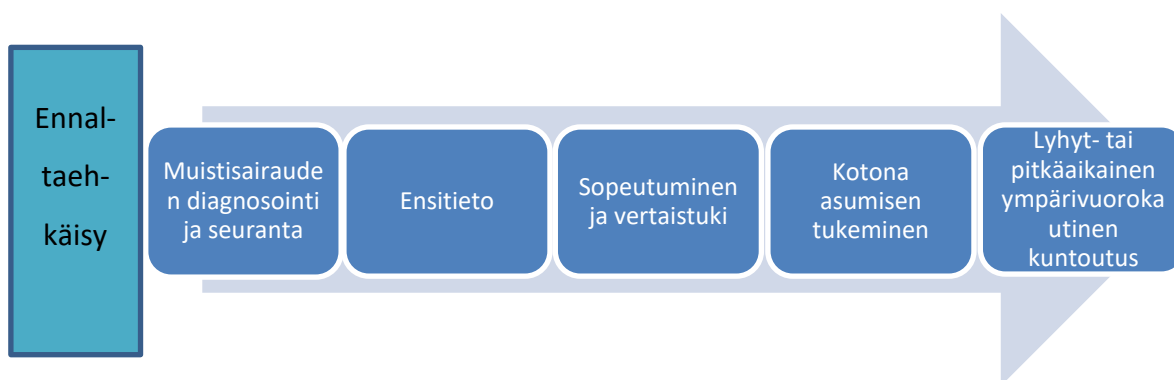 Ennal-
taeh-
käisy
Muistisairaude
n diagnosointi
ja seuranta
Ensitieto
Sopeutuminen
ja vertaistuki
Kotona
asumisen
tukeminen
Lyhyt- tai
pitkäaikainen
ympärivuoroka
utinen
kuntoutus